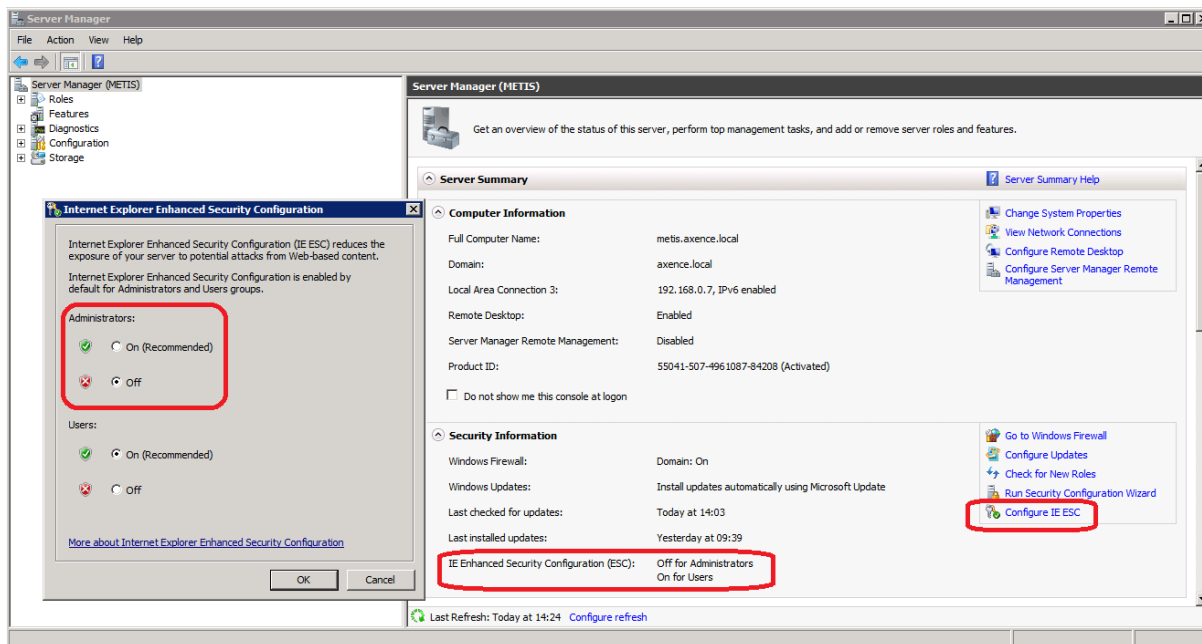 Server Manager
File Action View Help
Server Manager (METIS)
Roles
Features
Diagnostics
Configuration
Storage
Server Manager (METIS)
Get an overview of the status of this server, perform top management tasks, and add or remove server roles and features.
Server Summary
Server Summary Help
Computer Information
Full Computer Name: metis.axence.local
Domain: axence.local
Local Area Connection 3: 192.168.0.7, IPv6 enabled
Remote Desktop: Enabled
Server Manager Remote Management: Disabled
Product ID: 55041-507-4961087-84208 (Activated)
Do not show me this console at logon
Change System Properties
View Network Connections
Configure Remote Desktop
Configure Server Manager Remote
Management
Security Information
Windows Firewall: Domain: On
Windows Updates: Install updates automatically using Microsoft Update
Last checked for updates: Today at 14:03
Last installed updates: Yesterday at 09:39
IE Enhanced Security Configuration (ESC): Off for Administrators
On for Users
Go to Windows Firewall
Configure Updates
Check for New Roles
Run Security Configuration Wizard
Configure IE ESC
Last Refresh: Today at 14:24 Configure refresh
Internet Explorer Enhanced Security Configuration
Internet Explorer Enhanced Security Configuration (IE ESC) reduces the
exposure of your server to potential attacks from Web-based content.
Internet Explorer Enhanced Security Configuration is enabled by
default for Administrators and Users groups.
Administrators:
On (Recommended)
Off
Users:
On (Recommended)
Off
More about Internet Explorer Enhanced Security Configuration
OK Cancel